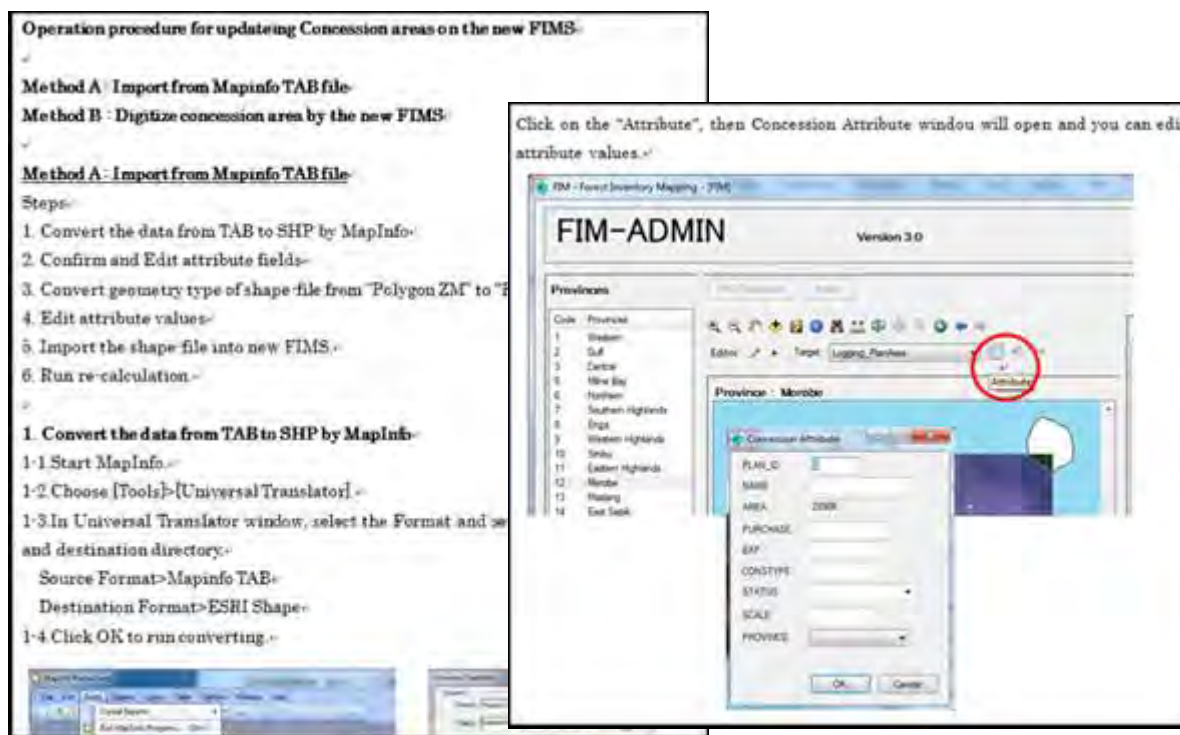 Operation procedure for updateing Concession areas on the new FIMS
Method A : Import from Mapinfo TAB file
Method B : Digitize concession area by the new FIMS
Method A : Import from Mapinfo TAB file
Steps
1. Convert the data from TAB to SHP by MapInfo
2. Confirm and Edit attribute fields
3. Convert geometry type of shape file from "Polygon ZM" to
4. Edit attribute values
5. Import the shape file into new FIMS
6. Run re-calculation
1. Convert the data from TAB to SHP by MapInfo
1-1 Start MapInfo.
1-2 Choose [Tools]>[Universal Translator]
1-3.In Universal Translator window, select the Format and
and destination directory.
Source Format>Mapinfo TAB
Destination Format>ESRI Shape
1-4 Click OK to run converting.
Click on the "Attribute", then Concession Attribute windou will open and you can edi
attribute values.
FIM - Forest Inventory Mapping - [FIM]
FIM-ADMIN Version 3.0
Provinces
Code Provinces
1 Western
2 Gulf
3 Central
5 Milne Bay
6 Northern
7 Southern Highlands
8 Enga
9 Western Highlands
10 Simbu
11 Eastern Highlands
12 Morobe
13 Madang
14 East Sepik
Editor Target Logging_PlanArea
Attribute
Province : Morobe
Concession Attribute
PLAN_ID
NAME
AREA
PURCHASE
EXP
CONSTYPE
STATUS
SCALE
PROVINCE
OK Cancel